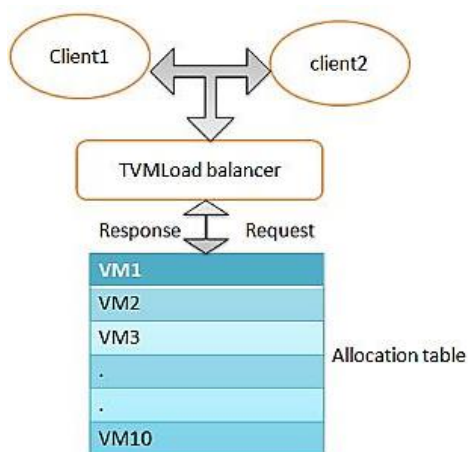 Client1
client2
TVMLoad balancer
Response
Request
VM1
VM2
VM3
.
.
VM10
Allocation table